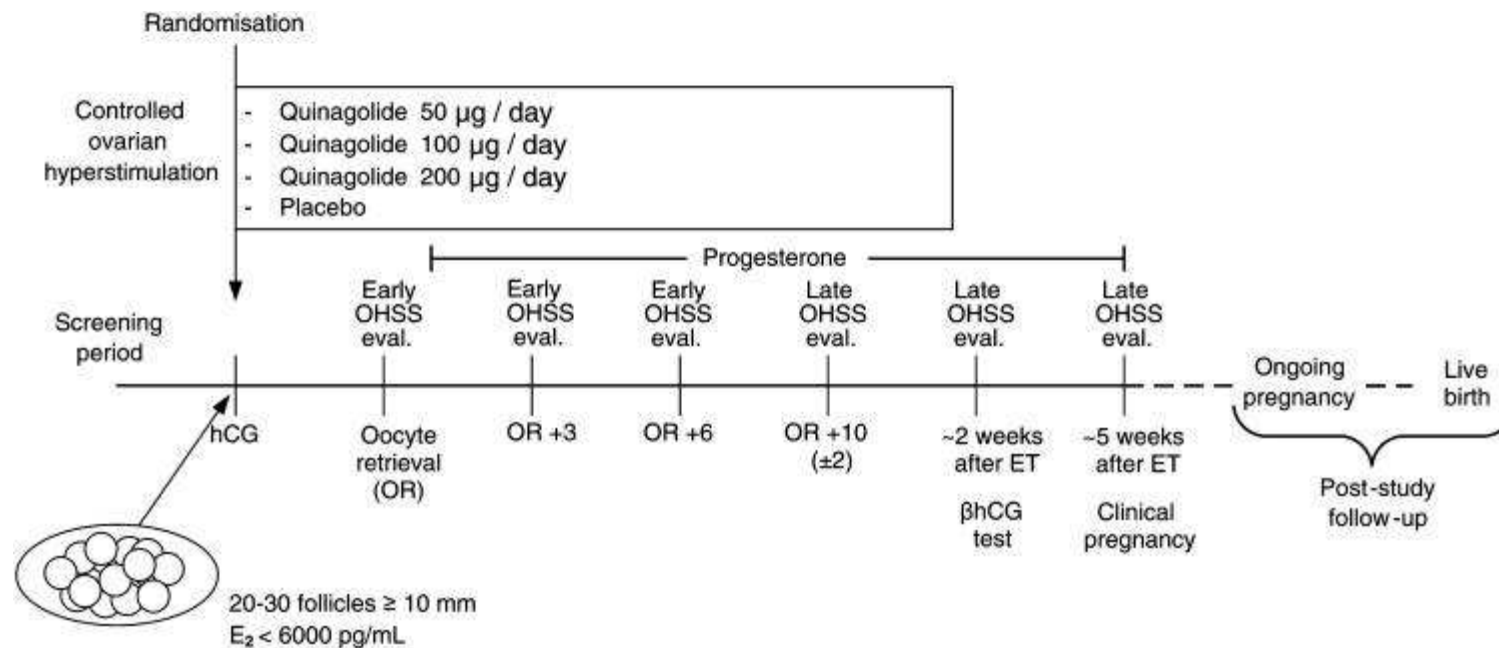 Randomisation
Controlled
ovarian
hyperstimulation
- Quinagolide 50 µg / day
- Quinagolide 100 µg / day
- Quinagolide 200 µg / day
- Placebo
Progesterone
Screening
period
Early
OHSS
eval.
Early
OHSS
eval.
Early
OHSS
eval.
Late
OHSS
eval.
Late
OHSS
eval.
Late
OHSS
eval.
Ongoing
pregnancy
Live
birth
hCG
Oocyte
retrieval
(OR)
OR +3
OR +6
OR +10
(±2)
~2 weeks
after ET
βhCG
test
~5 weeks
after ET
Clinical
pregnancy
Post-study
follow-up
20-30 follicles ≥ 10 mm
E₂ < 6000 pg/mL